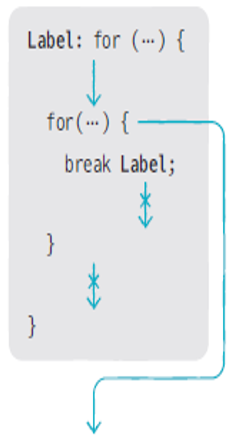 Label: for (…) {
for(…) {
break Label;
}
}